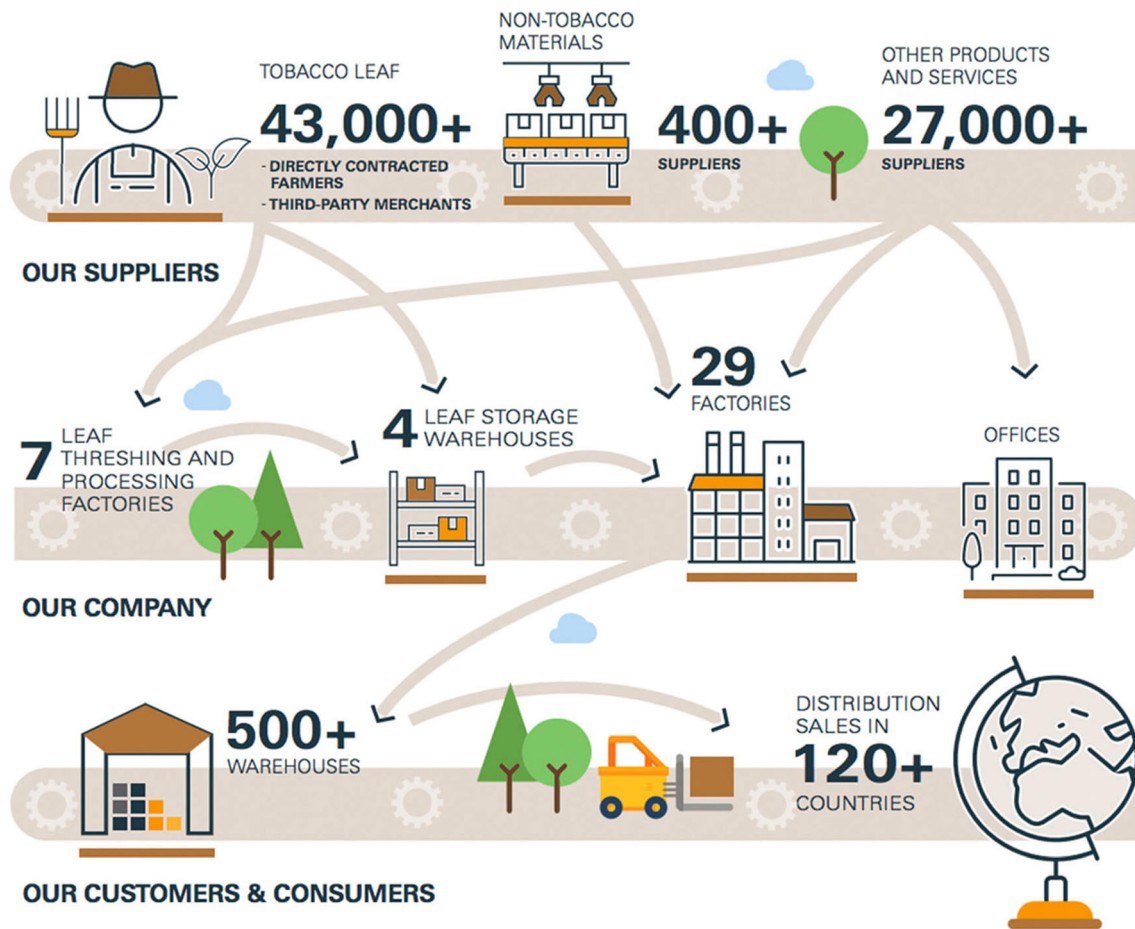 TOBACCO LEAF
43,000+
- DIRECTLY CONTRACTED
FARMERS
- THIRD-PARTY MERCHANTS
NON-TOBACCO
MATERIALS
400+
SUPPLIERS
OTHER PRODUCTS
AND SERVICES
27,000+
SUPPLIERS
OUR SUPPLIERS
7
LEAF
THRESHING AND
PROCESSING
FACTORIES
4
LEAF STORAGE
WAREHOUSES
29
FACTORIES
OFFICES
OUR COMPANY
500+
WAREHOUSES
DISTRIBUTION
SALES IN
120+
COUNTRIES
OUR CUSTOMERS & CONSUMERS